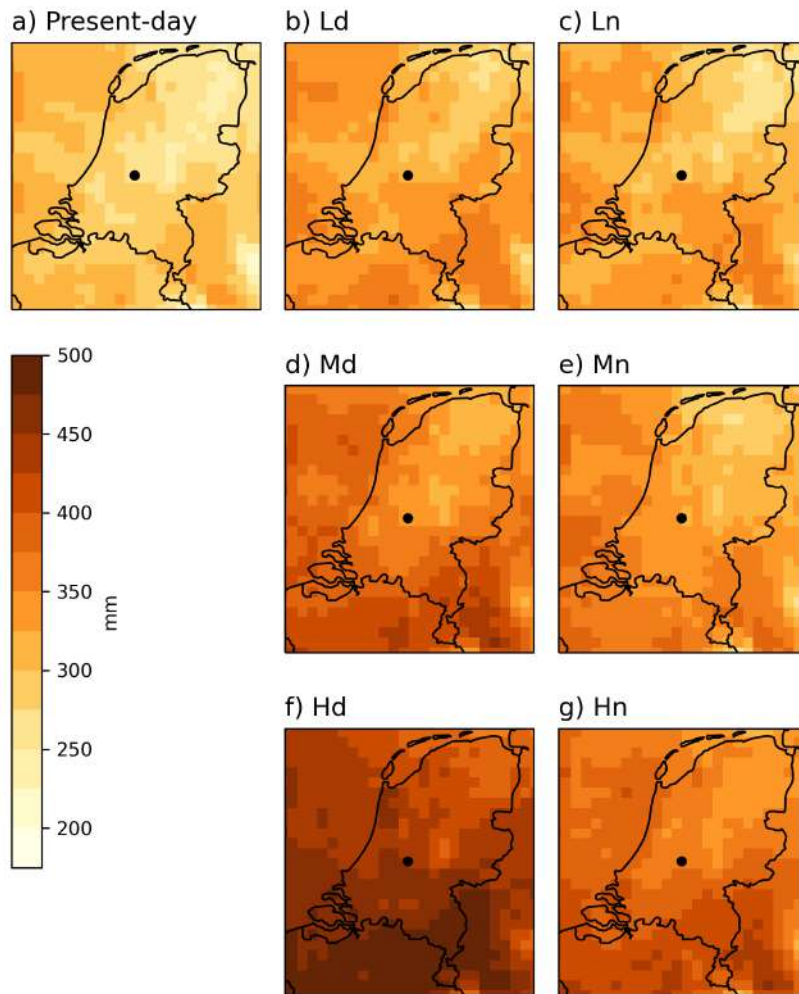 a) Present-day
b) Ld
c) Ln
d) Md
e) Mn
500
450
400
350
300
250
200
mm
f) Hd
g) Hn